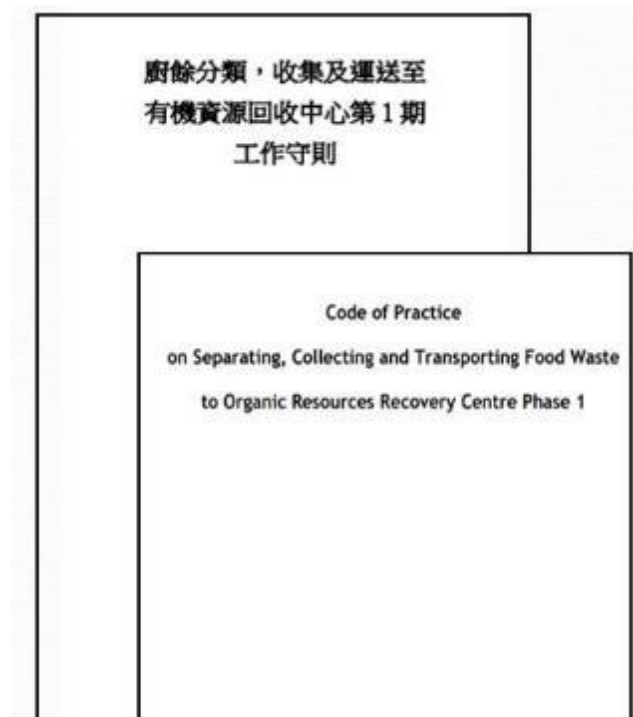 廚餘分類，收集及運送至
有機資源回收中心第 1 期
工作守則
Code of Practice
on Separating, Collecting and Transporting Food Waste
to Organic Resources Recovery Centre Phase 1